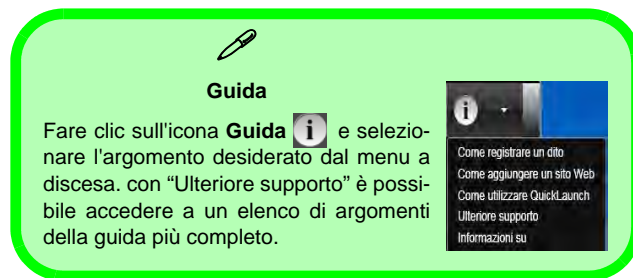 Guida
Fare clic sull'icona Guida i e selezio-
nare l'argomento desiderato dal menu a
discesa. con “Ulteriore supporto” è possi-
bile accedere a un elenco di argomenti
della guida più completo.
i
Come registrare un dito
Come aggiungere un sito Web
Come utilizzare QuickLaunch
Ulteriore supporto
Informazioni su